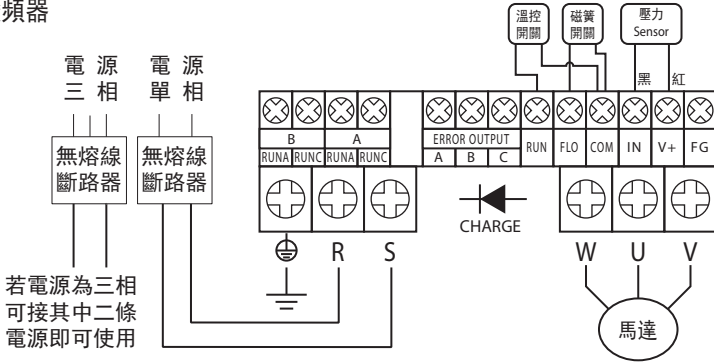 頻器
溫控
開關
磁簧
開關
壓力
Sensor
黑 紅
電 源
三 相
電 源
單 相
無熔線
斷路器
無熔線
斷路器
B A
RUNA RUNC RUNA RUNC
ERROR OUTPUT
A B C
RUN FLO COM IN V+ FG
CHARGE
R S
W U V
馬達
若電源為三相
可接其中二條
電源即可使用